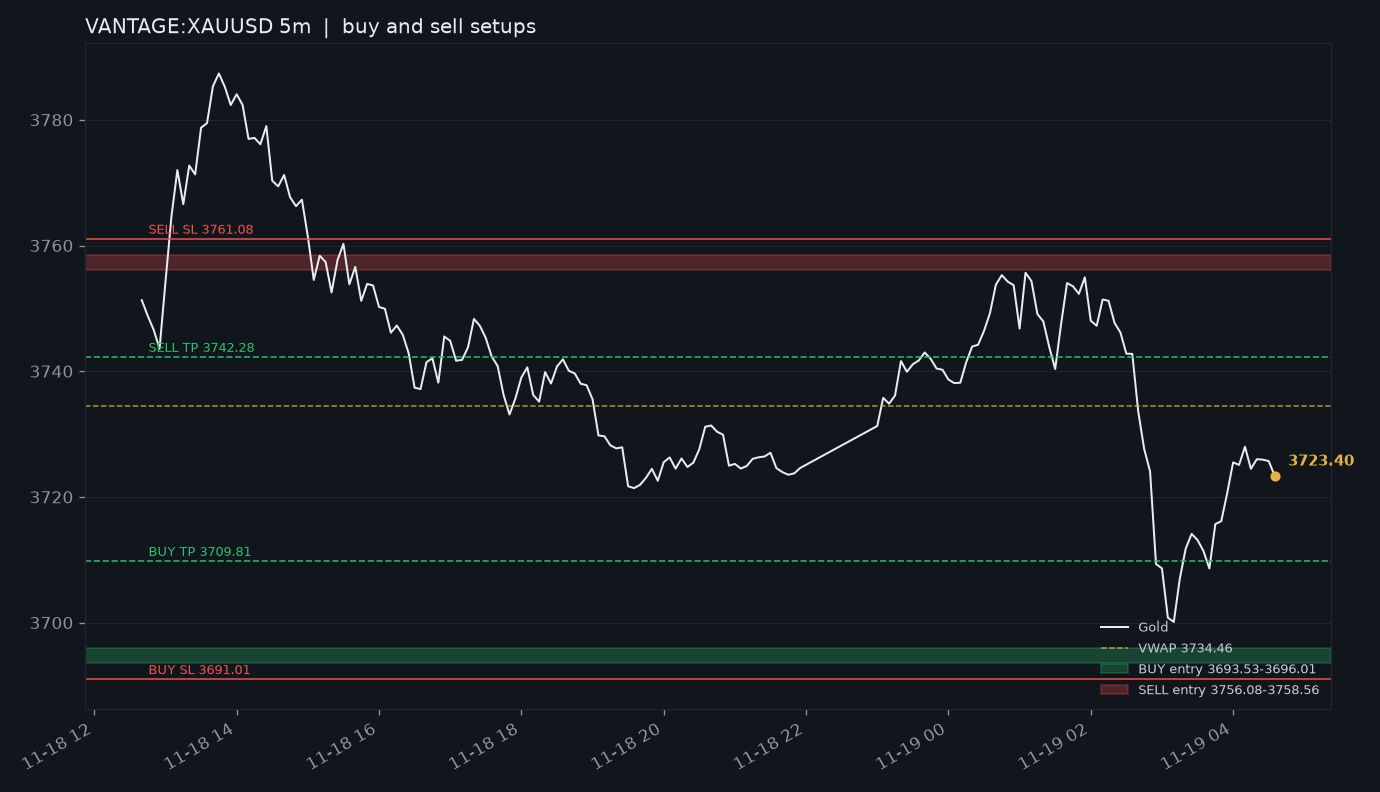 VANTAGE:XAUUSD 5m | buy and sell setups
3780
SELL SL 3761.08
3760
SELL TP 3742.28
3740
3723.40
3720
BUY TP 3709.81
3700
Gold
VWAP 3734.46
BUY SL 3691.01
BUY entry 3693.53-3696.01
SELL entry 3756.08-3758.56
11-18 12
11-18 14
11-18 16
11-18 18
11-18 20
11-18 22
11-19 00
11-19 02
11-19 04